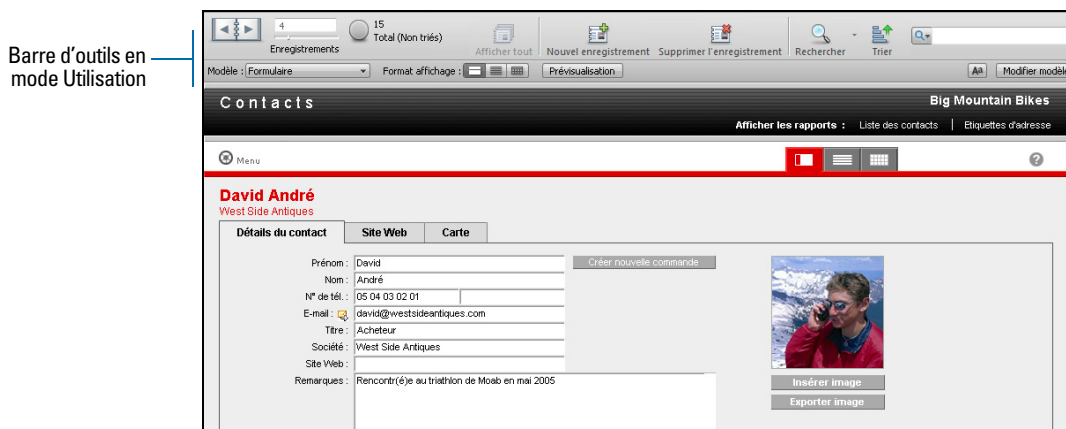 Barre d'outils en
mode Utilisation
4
Enregistrements
15
Total (Non triés)
Afficher tout
Nouvel enregistrement
Supprimer l'enregistrement
Rechercher
Trier
Modèle : Formulaire
Format affichage :
Prévisualisation
Aa
Modifier modèle
Contacts
Big Mountain Bikes
Afficher les rapports : Liste des contacts | Etiquettes d'adresse
Menu
?
David André
West Side Antiques
Détails du contact
Site Web
Carte
Prénom : David
Créer nouvelle commande
Nom : André
N° de tél. : 05 04 03 02 01
E-mail : david@westsideantiques.com
Titre : Acheteur
Société : West Side Antiques
Site Web :
Remarques : Rencontr(é)e au triathlon de Moab en mai 2005
Insérer image
Exporter image